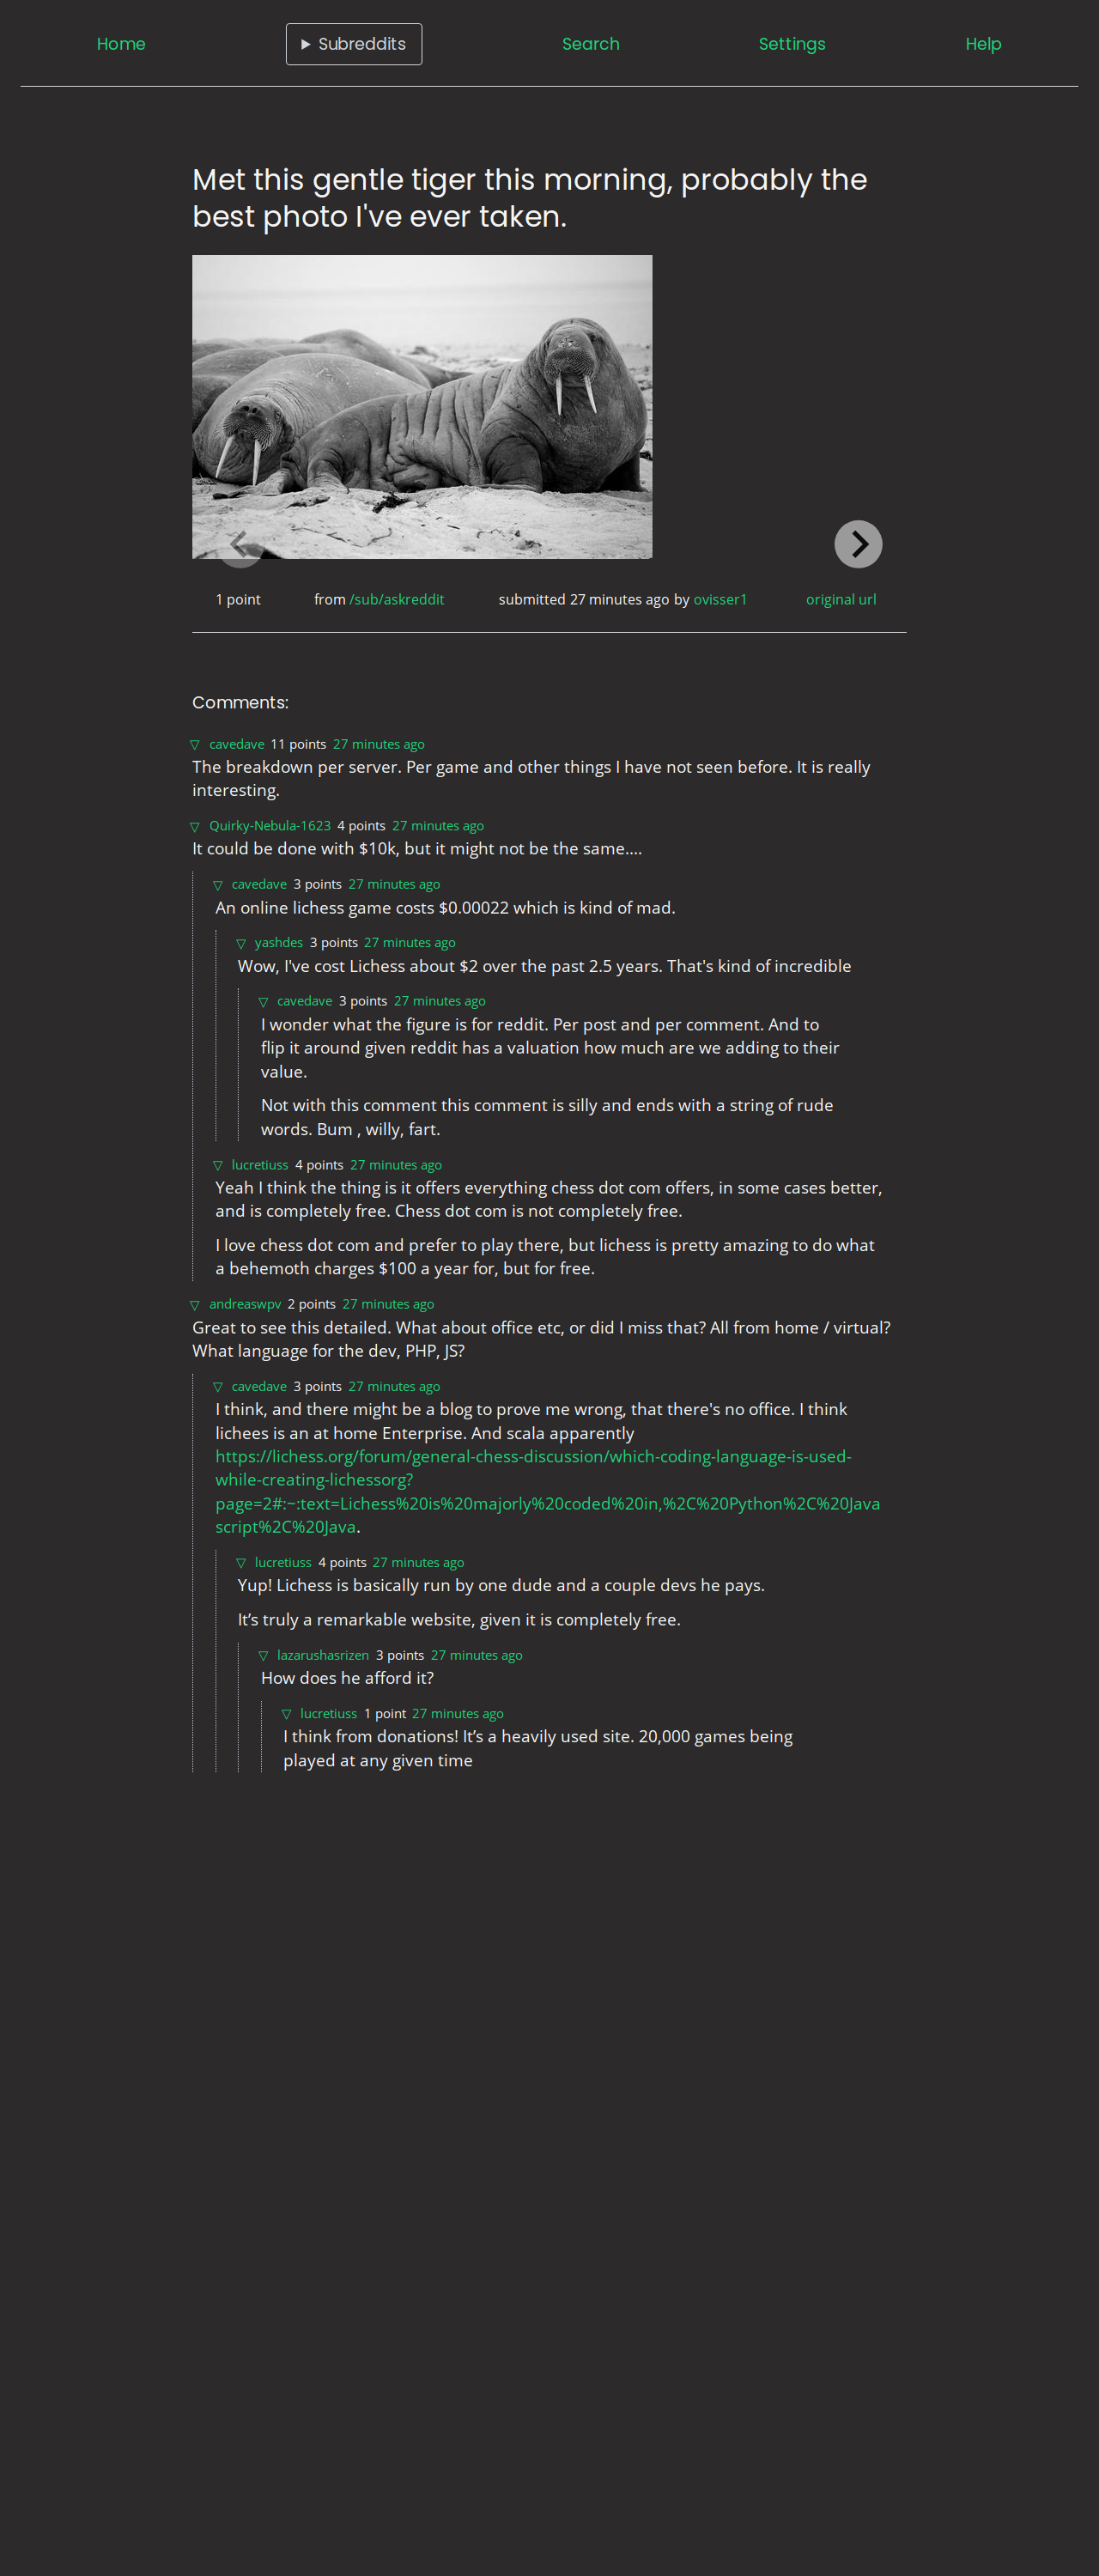 Home
Subreddits
Search
Settings
Help
Met this gentle tiger this morning, probably the
best photo I've ever taken.
1 point
from /sub/askreddit
submitted 27 minutes ago by ovisser1
original url
Comments:
cavedave 11 points 27 minutes ago
The breakdown per server. Per game and other things I have not seen before. It is really
interesting.
Quirky-Nebula-1623 4 points 27 minutes ago
It could be done with $10k, but it might not be the same....
cavedave 3 points 27 minutes ago
An online lichess game costs $0.00022 which is kind of mad.
yashdes 3 points 27 minutes ago
Wow, I've cost Lichess about $2 over the past 2.5 years. That's kind of incredible
cavedave 3 points 27 minutes ago
I wonder what the figure is for reddit. Per post and per comment. And to
flip it around given reddit has a valuation how much are we adding to their
value.
Not with this comment this comment is silly and ends with a string of rude
words. Bum , willy, fart.
lucretiuss 4 points 27 minutes ago
Yeah I think the thing is it offers everything chess dot com offers, in some cases better,
and is completely free. Chess dot com is not completely free.
I love chess dot com and prefer to play there, but lichess is pretty amazing to do what
a behemoth charges $100 a year for, but for free.
andreaswpv 2 points 27 minutes ago
Great to see this detailed. What about office etc, or did I miss that? All from home / virtual?
What language for the dev, PHP, JS?
cavedave 3 points 27 minutes ago
I think, and there might be a blog to prove me wrong, that there's no office. I think
lichees is an at home Enterprise. And scala apparently
https://lichess.org/forum/general-chess-discussion/which-coding-language-is-used-
while-creating-lichessorg?
page=2#:~:text=Lichess%20is%20majorly%20coded%20in,%2C%20Python%2C%20Java
script%2C%20Java.
lucretiuss 4 points 27 minutes ago
Yup! Lichess is basically run by one dude and a couple devs he pays.
It’s truly a remarkable website, given it is completely free.
lazarushasrizen 3 points 27 minutes ago
How does he afford it?
lucretiuss 1 point 27 minutes ago
I think from donations! It’s a heavily used site. 20,000 games being
played at any given time